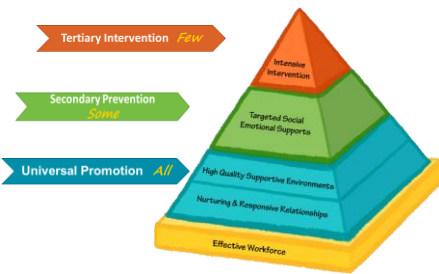 Tertiary Intervention Few
Intensive
Intervention
Secondary Prevention
Some
Targeted Social
Emotional Supports
Universal Promotion All
High Quality Supportive Environments
Nurturing & Responsive Relationships
Effective Workforce